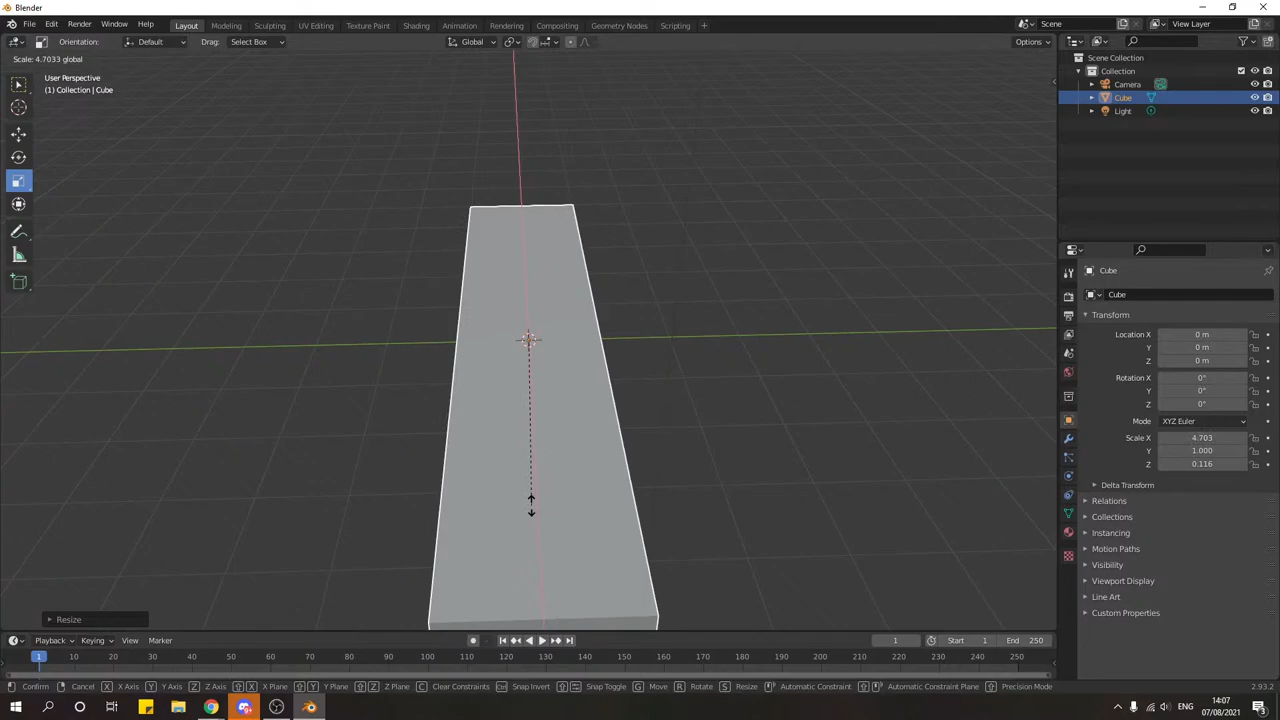 Blender
File Edit Render Window Help Layout Modeling Sculpting UV Editing Texture Paint Shading Animation Rendering Compositing Geometry Nodes Scripting + Scene View Layer
Orientation: Default Drag: Select Box Global Options
Scale: 4.7033 global
User Perspective
(1) Collection | Cube
Scene Collection
Collection
Camera
Cube
Light
Cube
Cube
Transform
Location X 0 m
Y 0 m
Z 0 m
Rotation X 0°
Y 0°
Z 0°
Mode XYZ Euler
Scale X 4.703
Y 1.000
Z 0.116
Delta Transform
Relations
Collections
Instancing
Motion Paths
Visibility
Viewport Display
Line Art
Custom Properties
Resize
Playback Keying View Marker 1 Start 1 End 250
1 10 20 30 40 50 60 70 80 90 100 110 120 130 140 150 160 170 180 190 200 210 220 230 240 250
Confirm Cancel X X Axis Y Y Axis Z Z Axis X X Plane Y Y Plane Z Z Plane C Clear Constraints Ctrl Snap Invert Snap Toggle G Move R Rotate S Resize Automatic Constraint Automatic Constraint Plane Precision Mode 2.93.2
ENG 14:07
07/08/2021 3